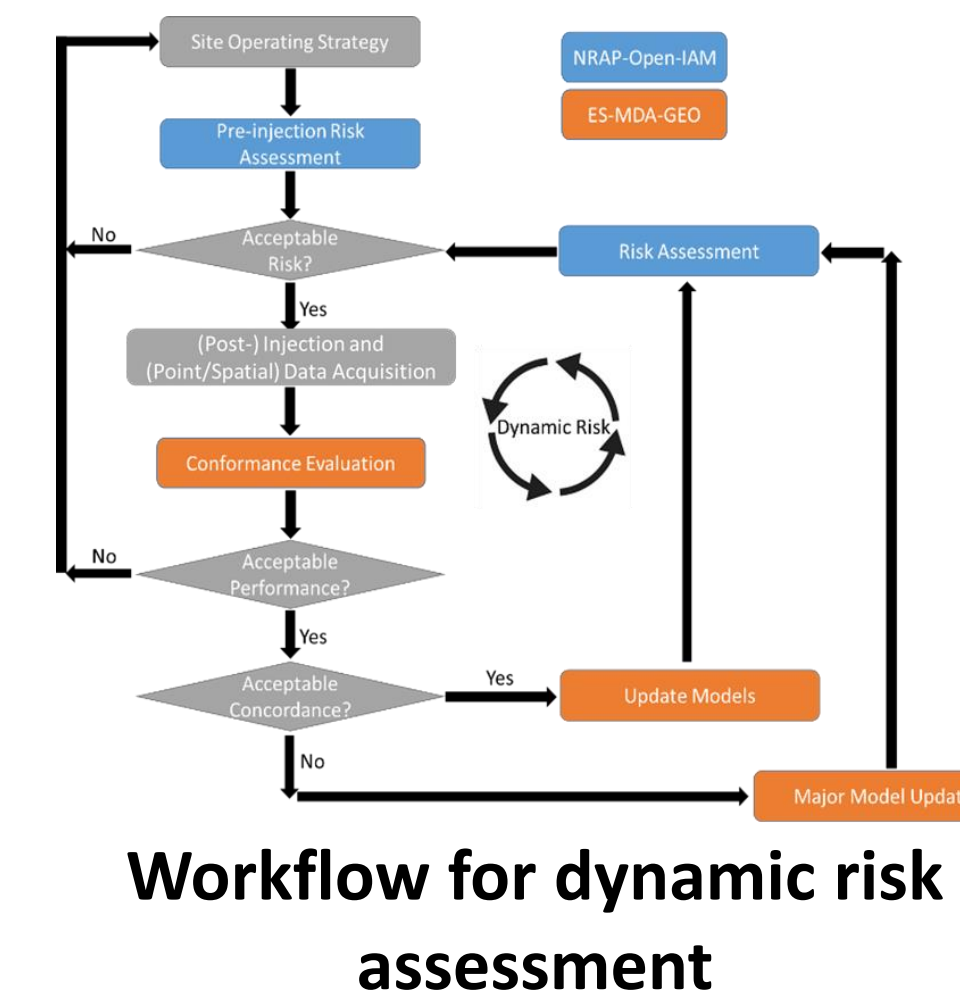 Site Operating Strategy
NRAP-Open-IAM
ES-MDA-GEO
Pre-injection Risk
Assessment
No
Acceptable
Risk?
Risk Assessment
Yes
(Post-) Injection and
(Point/Spatial) Data Acquisition
Dynamic Risk
Conformance Evaluation
No
Acceptable
Performance?
Yes
Acceptable
Concordance?
Yes
Update Models
No
Major Model Updat
Workflow for dynamic risk
assessment